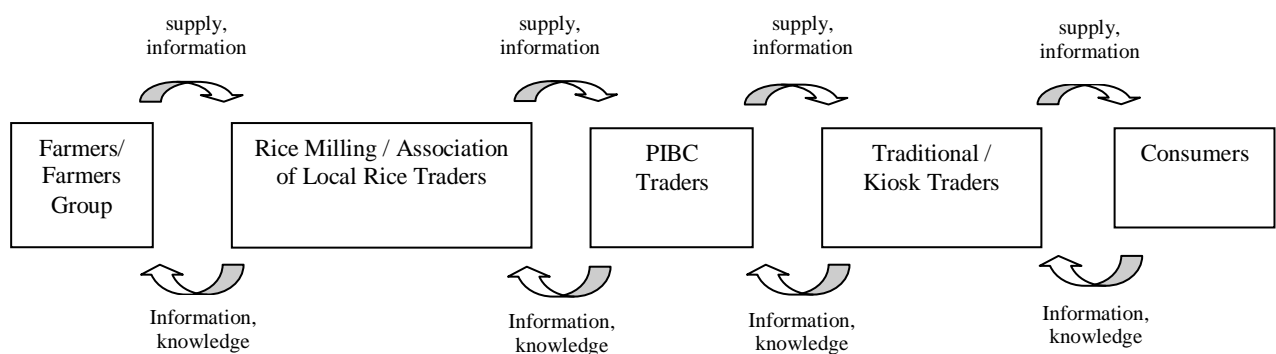 supply,
information
supply,
information
supply,
information
supply,
information
Farmers/
Farmers
Group
Rice Milling / Association
of Local Rice Traders
PIBC
Traders
Traditional /
Kiosk Traders
Consumers
Information,
knowledge
Information,
knowledge
Information,
knowledge
Information,
knowledge